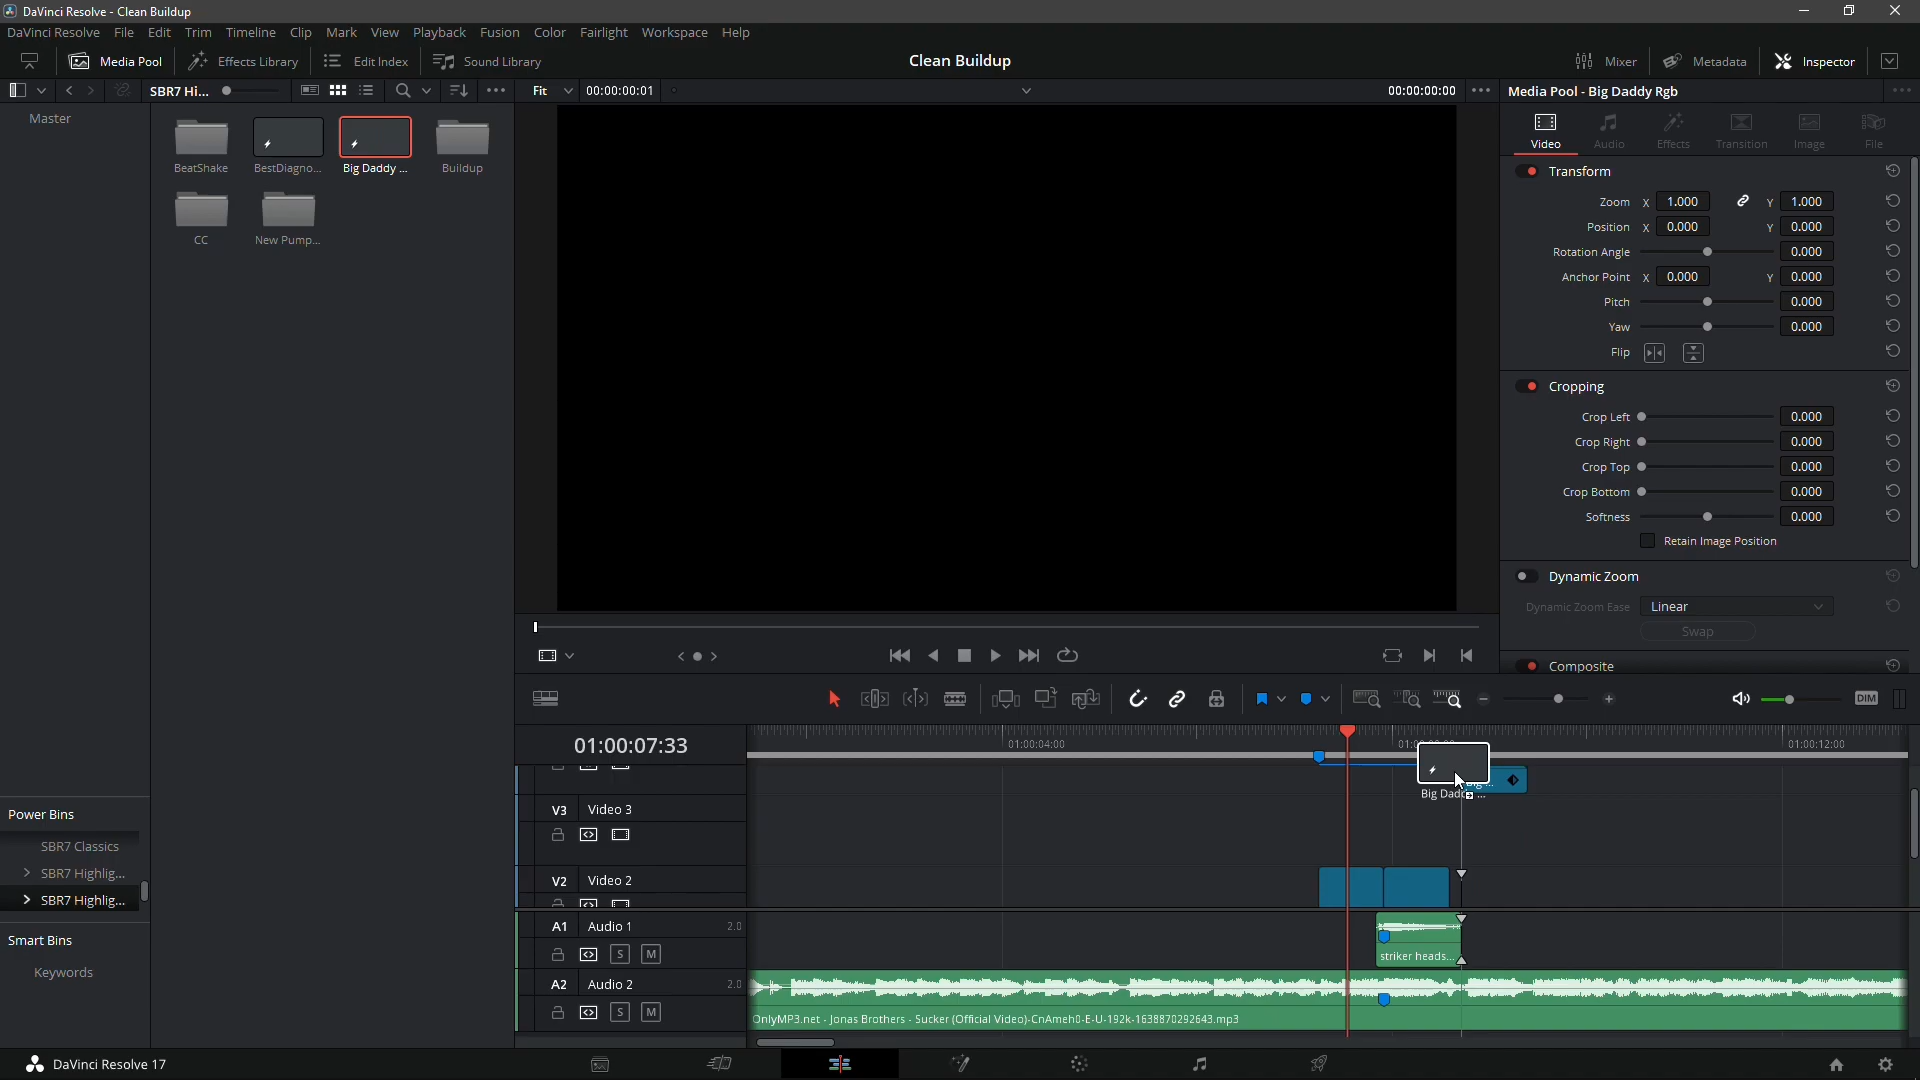 DaVinci Resolve - Clean Buildup
DaVinci Resolve File Edit Trim Timeline Clip Mark View Playback Fusion Color Fairlight Workspace Help
Media Pool Effects Library Edit Index Sound Library Clean Buildup Mixer Metadata Inspector
SBR7 Hi... Fit 00:00:00:01 00:00:00:00 Media Pool - Big Daddy Rgb
Master
BeatShake BestDiagno... Big Daddy ... Buildup
CC New Pump...
Video Audio Effects Transition Image File
Transform
Zoom X 1.000 Y 1.000
Position X 0.000 Y 0.000
Rotation Angle 0.000
Anchor Point X 0.000 Y 0.000
Pitch 0.000
Yaw 0.000
Flip
Cropping
Crop Left 0.000
Crop Right 0.000
Crop Top 0.000
Crop Bottom 0.000
Softness 0.000
Retain Image Position
Dynamic Zoom
Dynamic Zoom Ease Linear
Swap
Composite
DIM
01:00:07:33 01:00:04:00 01:00:12:00
V3 Video 3
V2 Video 2
A1 Audio 1 2.0
S M
striker heads...
A2 Audio 2 2.0
S M
OnlyMP3.net - Jonas Brothers - Sucker (Official Video)-CnAmeh0-E-U-192k-1638870292643.mp3
Power Bins
SBR7 Classics
SBR7 Highlig...
SBR7 Highlig...
Smart Bins
Keywords
DaVinci Resolve 17